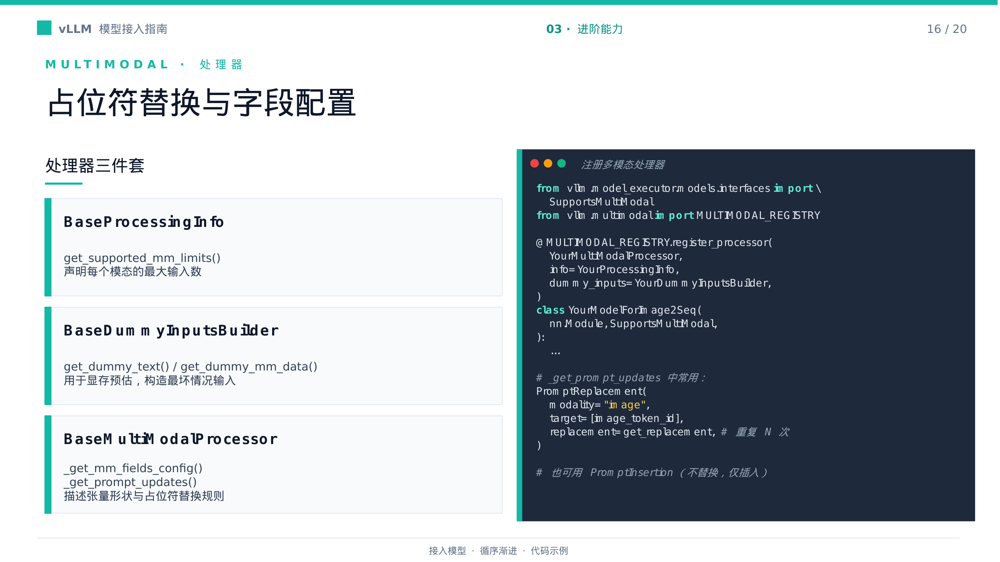 vLLM 模型接入指南
03 · 进阶能力
16 / 20
MULTIMODAL · 处理器
占位符替换与字段配置
处理器三件套
BaseProcessingInfo
get_supported_mm_limits()
声明每个模态的最大输入数
BaseDummyInputsBuilder
get_dummy_text() / get_dummy_mm_data()
用于显存预估，构造最坏情况输入
BaseMultiModalProcessor
_get_mm_fields_config()
_get_prompt_updates()
描述张量形状与占位符替换规则
注册多模态处理器
from vllm.model_executor.models.interfaces import \
    SupportsMultiModal
from vllm.multimodal import MULTIMODAL_REGISTRY
@MULTIMODAL_REGISTRY.register_processor(
    YourMultiModalProcessor,
    info=YourProcessingInfo,
    dummy_inputs=YourDummyInputsBuilder,
)
class YourModelForImage2Seq(
    nn.Module, SupportsMultiModal,
):
    ...
# _get_prompt_updates 中常用：
PromptReplacement(
    modality="image",
    target=[image_token_id],
    replacement=get_replacement, # 重复 N 次
)
# 也可用 PromptInsertion（不替换，仅插入）
接入模型 · 循序渐进 · 代码示例